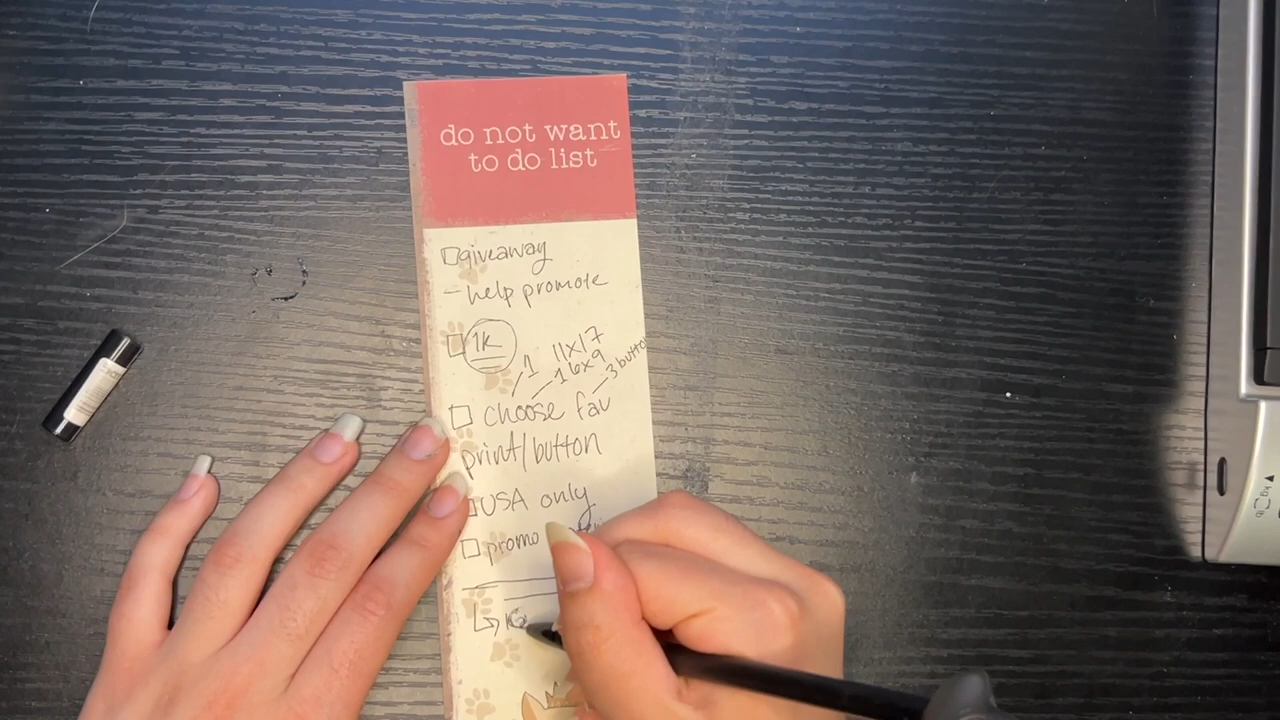 do not want
to do list
giveaway
- help promote
1k
1 11x17
1 6x9
3 button
choose fav
print/button
USA only
promo